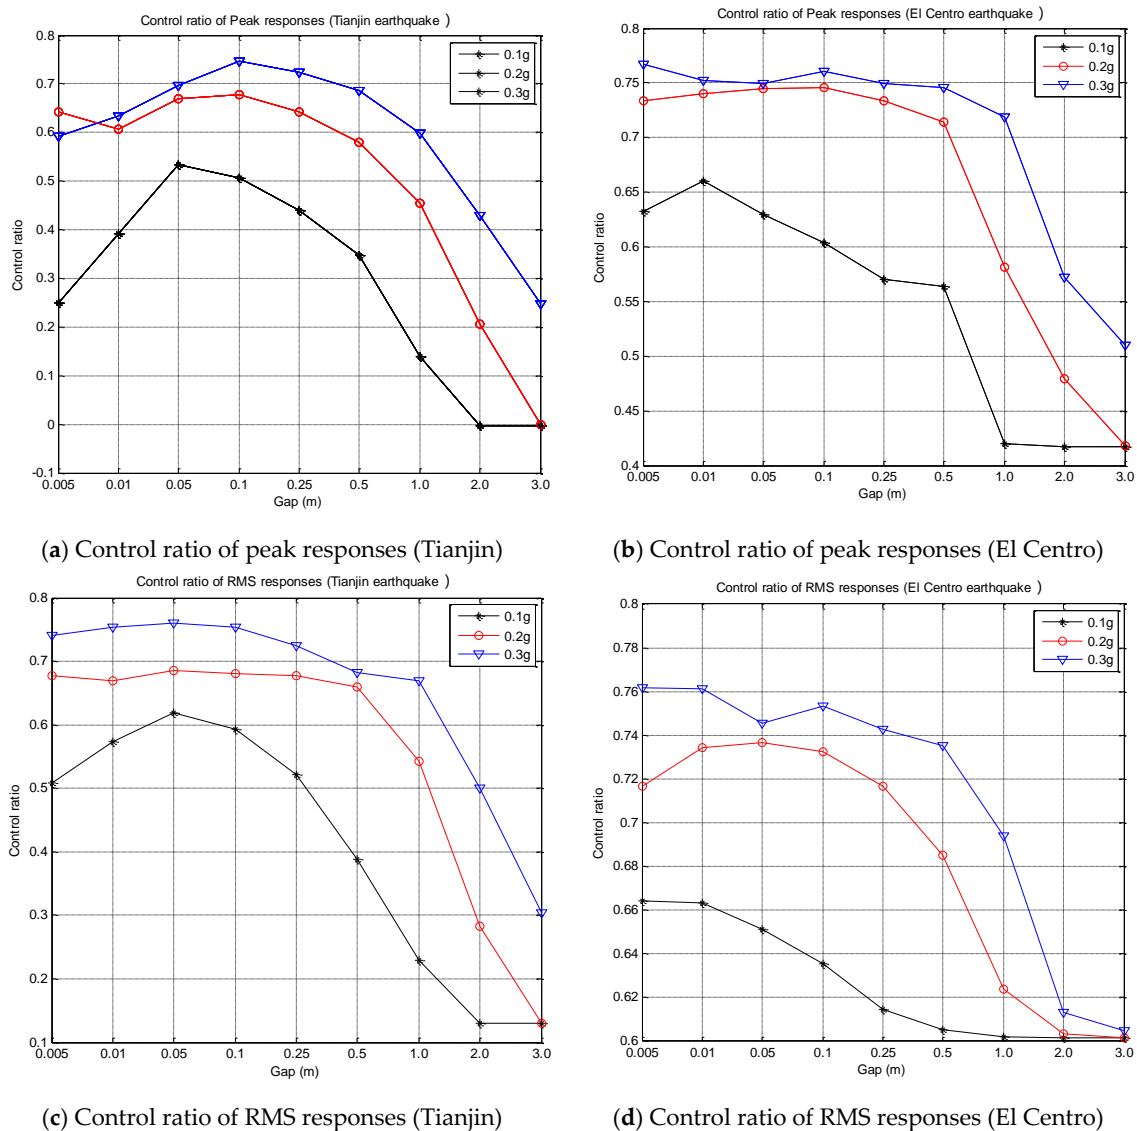 Control ratio of Peak responses (Tianjin earthquake )
0.8
0.7
0.6
0.5
0.4
0.3
0.2
0.1
0
-0.1
Control ratio
0.1g
0.2g
0.3g
0.005 0.01 0.05 0.1 0.25 0.5 1.0 2.0 3.0
Gap (m)
(a) Control ratio of peak responses (Tianjin)
Control ratio of Peak responses (El Centro earthquake )
0.8
0.75
0.7
0.65
0.6
0.55
0.5
0.45
0.4
Control ratio
0.1g
0.2g
0.3g
0.005 0.01 0.05 0.1 0.25 0.5 1.0 2.0 3.0
Gap (m)
(b) Control ratio of peak responses (El Centro)
Control ratio of RMS responses (Tianjin earthquake )
0.8
0.7
0.6
0.5
0.4
0.3
0.2
0.1
Control ratio
0.1g
0.2g
0.3g
0.005 0.01 0.05 0.1 0.25 0.5 1.0 2.0 3.0
Gap (m)
(c) Control ratio of RMS responses (Tianjin)
Control ratio of RMS responses (El Centro earthquake )
0.8
0.78
0.76
0.74
0.72
0.7
0.68
0.66
0.64
0.62
0.6
Control ratio
0.1g
0.2g
0.3g
0.005 0.01 0.05 0.1 0.25 0.5 1.0 2.0 3.0
Gap (m)
(d) Control ratio of RMS responses (El Centro)